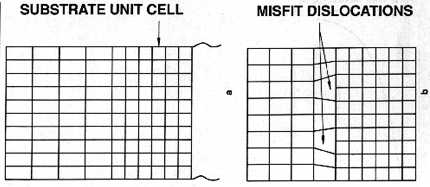 SUBSTRATE UNIT CELL
MISFIT DISLOCATIONS
a
b